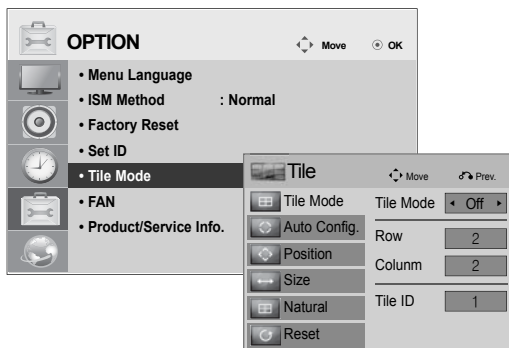 OPTION Move OK
• Menu Language
• ISM Method : Normal
• Factory Reset
• Set ID
• Tile Mode
• FAN
• Product/Service Info.
Tile Move Prev.
Tile Mode Tile Mode Off
Auto Config.
Row 2
Position
Colunm 2
Size
Natural Tile ID 1
Reset